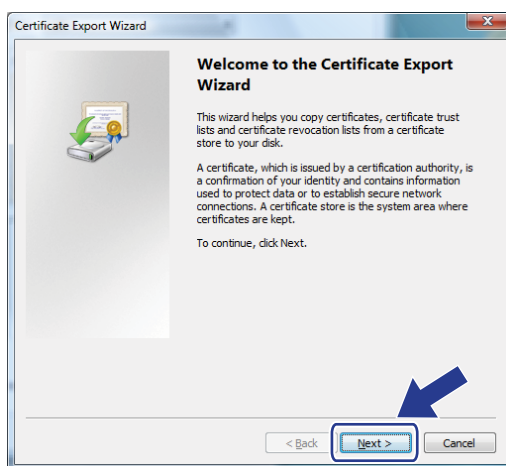 Certificate Export Wizard
Welcome to the Certificate Export
Wizard
This wizard helps you copy certificates, certificate trust
lists and certificate revocation lists from a certificate
store to your disk.
A certificate, which is issued by a certification authority, is
a confirmation of your identity and contains information
used to protect data or to establish secure network
connections. A certificate store is the system area where
certificates are kept.
To continue, click Next.
< Back
Next >
Cancel